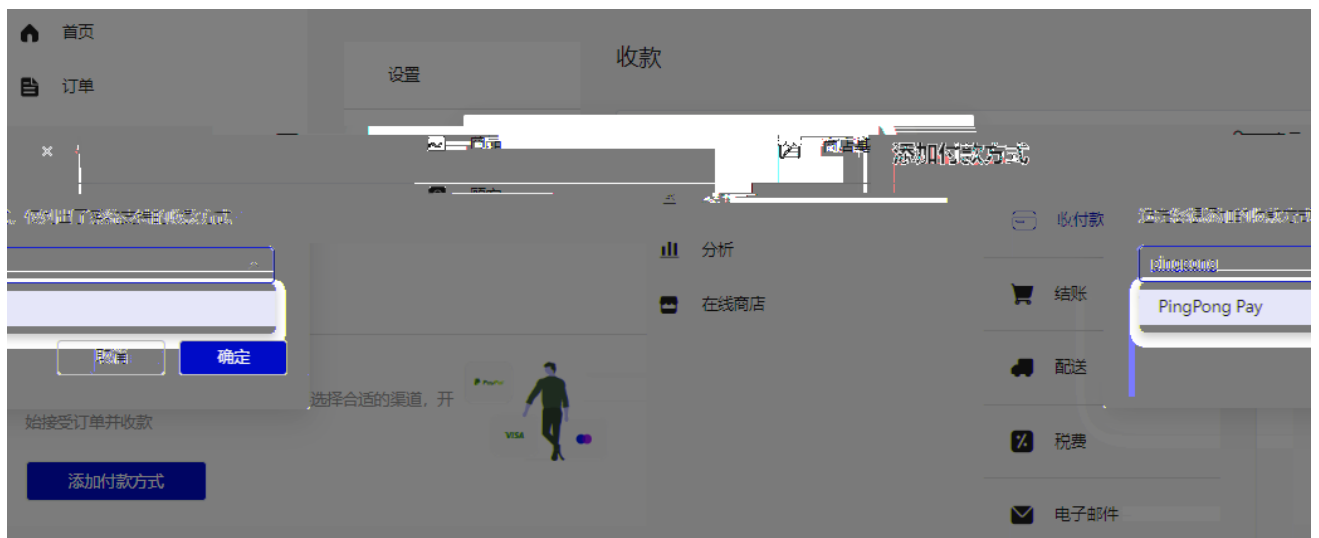 首页
收款
设置
订单
添加付款方式
收付款
分析
pingpong
结账
在线商店
PingPong Pay
取消
确定
配送
PayPal
选择合适的渠道，开
始接受订单并收款
VISA
税费
添加付款方式
电子邮件